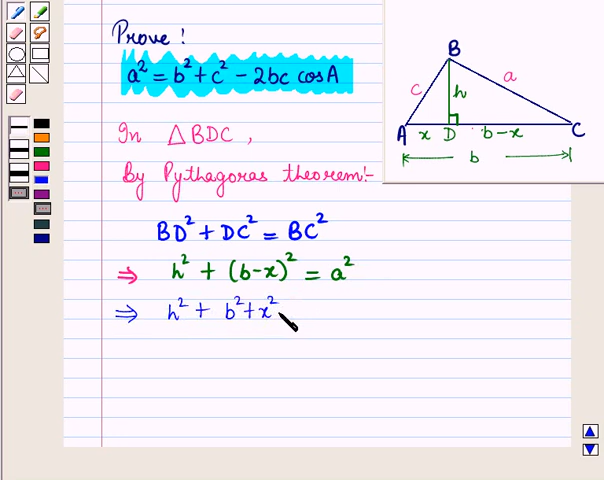 Prove!
a² = b² + c² - 2bc cosA
In △BDC,
By Pythagoras theorem:-
BD² + DC² = BC²
⇒ h² + (b-x)² = a²
⇒ h² + b² + x²
B
c
h
a
A x D b-x C
b